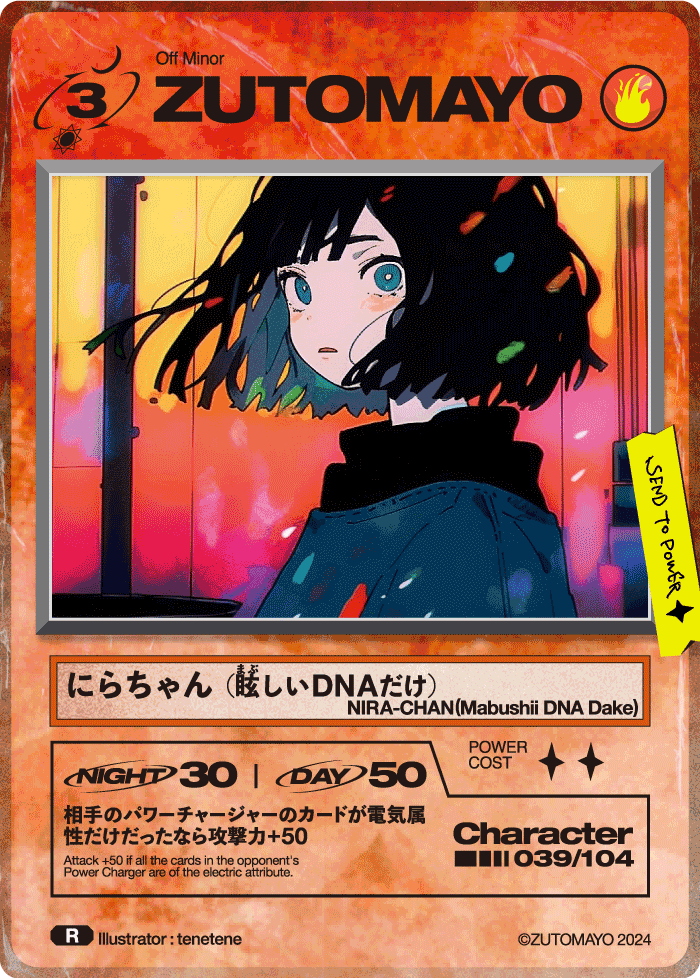 Off Minor
3 ZUTOMAYO
SEND TO POWER
にらちゃん（眩しいDNAだけ）
まぶ
NIRA-CHAN(Mabushii DNA Dake)
NIGHT 30 | DAY 50
POWER
COST
相手のパワーチャージャーのカードが電気属
性だけだったなら攻撃力+50
Attack +50 if all the cards in the opponent's
Power Charger are of the electric attribute.
Character
039/104
R Illustrator : tenetene
©ZUTOMAYO 2024